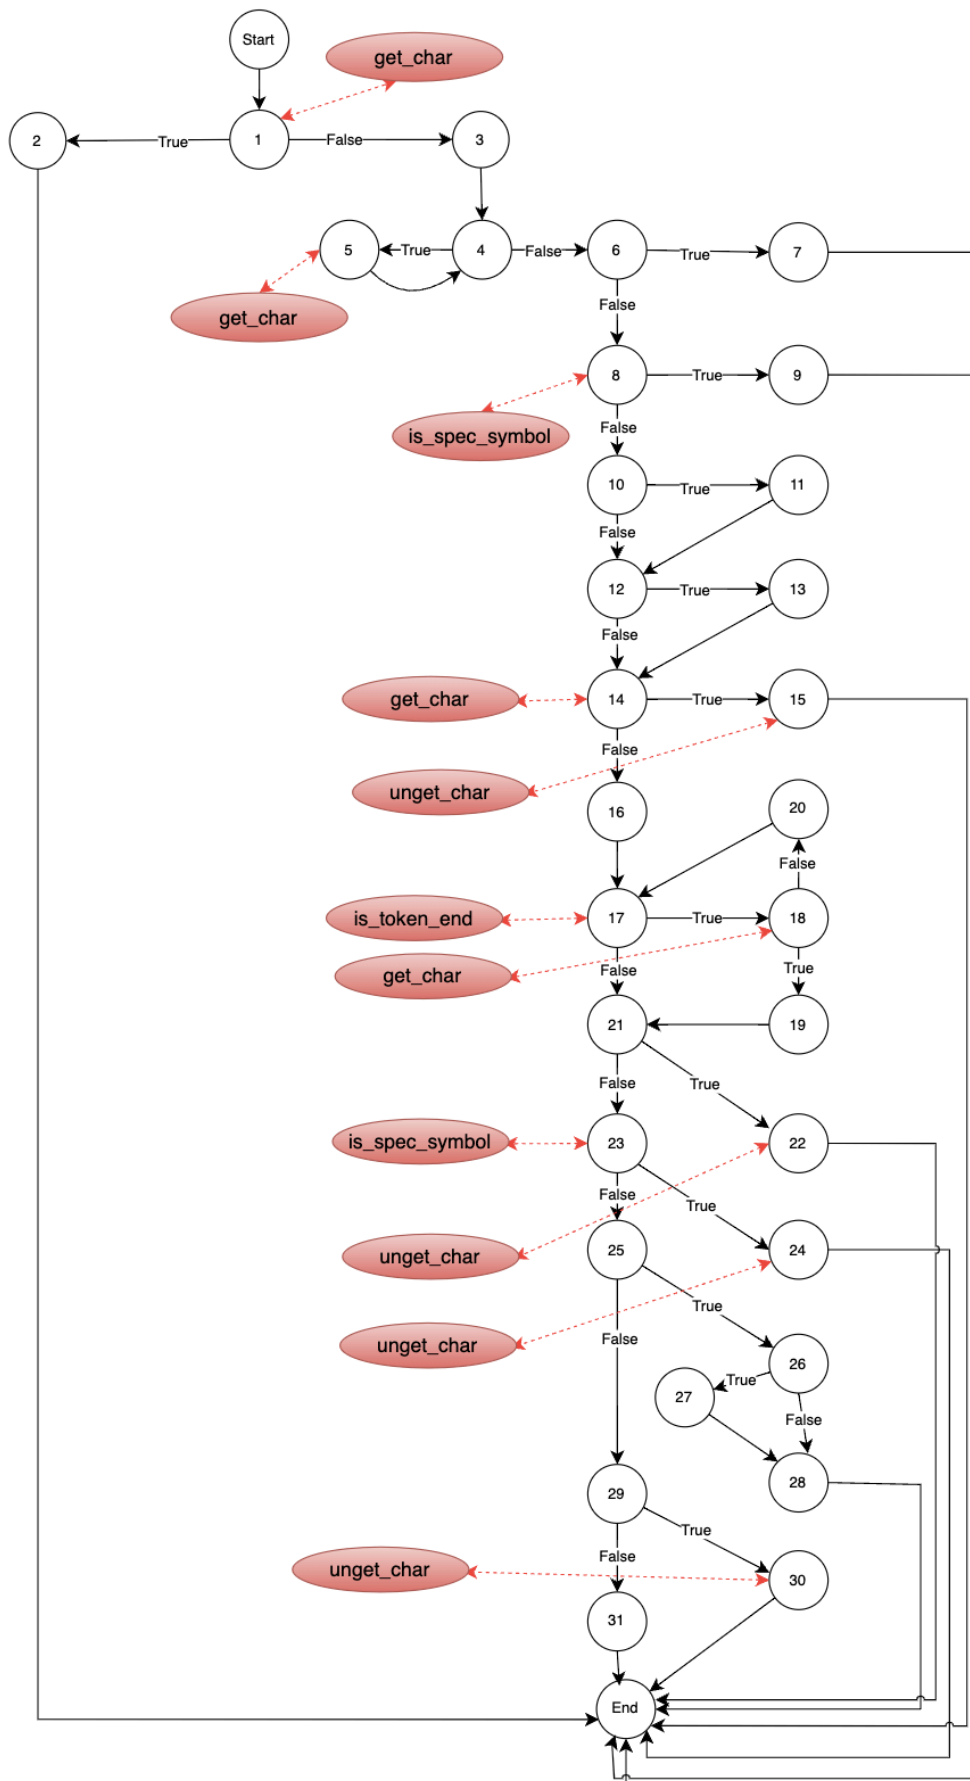 Start
get_char
2
True
1
False
3
5
True
4
False
6
True
7
get_char
False
8
True
9
is_spec_symbol
False
10
True
11
False
12
True
13
False
get_char
14
True
15
False
unget_char
16
20
False
is_token_end
17
True
18
get_char
False
True
21
19
False
True
is_spec_symbol
23
22
False
True
unget_char
25
24
True
False
unget_char
26
True
27
False
28
29
True
False
unget_char
30
31
End